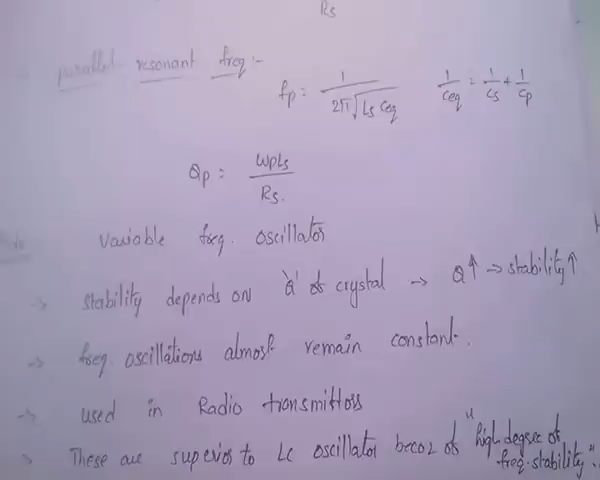 Rs
parallel resonant freq:-
fp = 1/(2π√(Ls Ceq))   1/Ceq = 1/Cs + 1/Cp
Qp = WpLs/Rs.
Variable freq. oscillator
→ stability depends on 'Q' of crystal → Q↑ → stability↑
→ freq. oscillations almost remain constant.
→ used in Radio transmittors
→ These are superior to LC oscillator becoz of "high degree of
freq. stability".